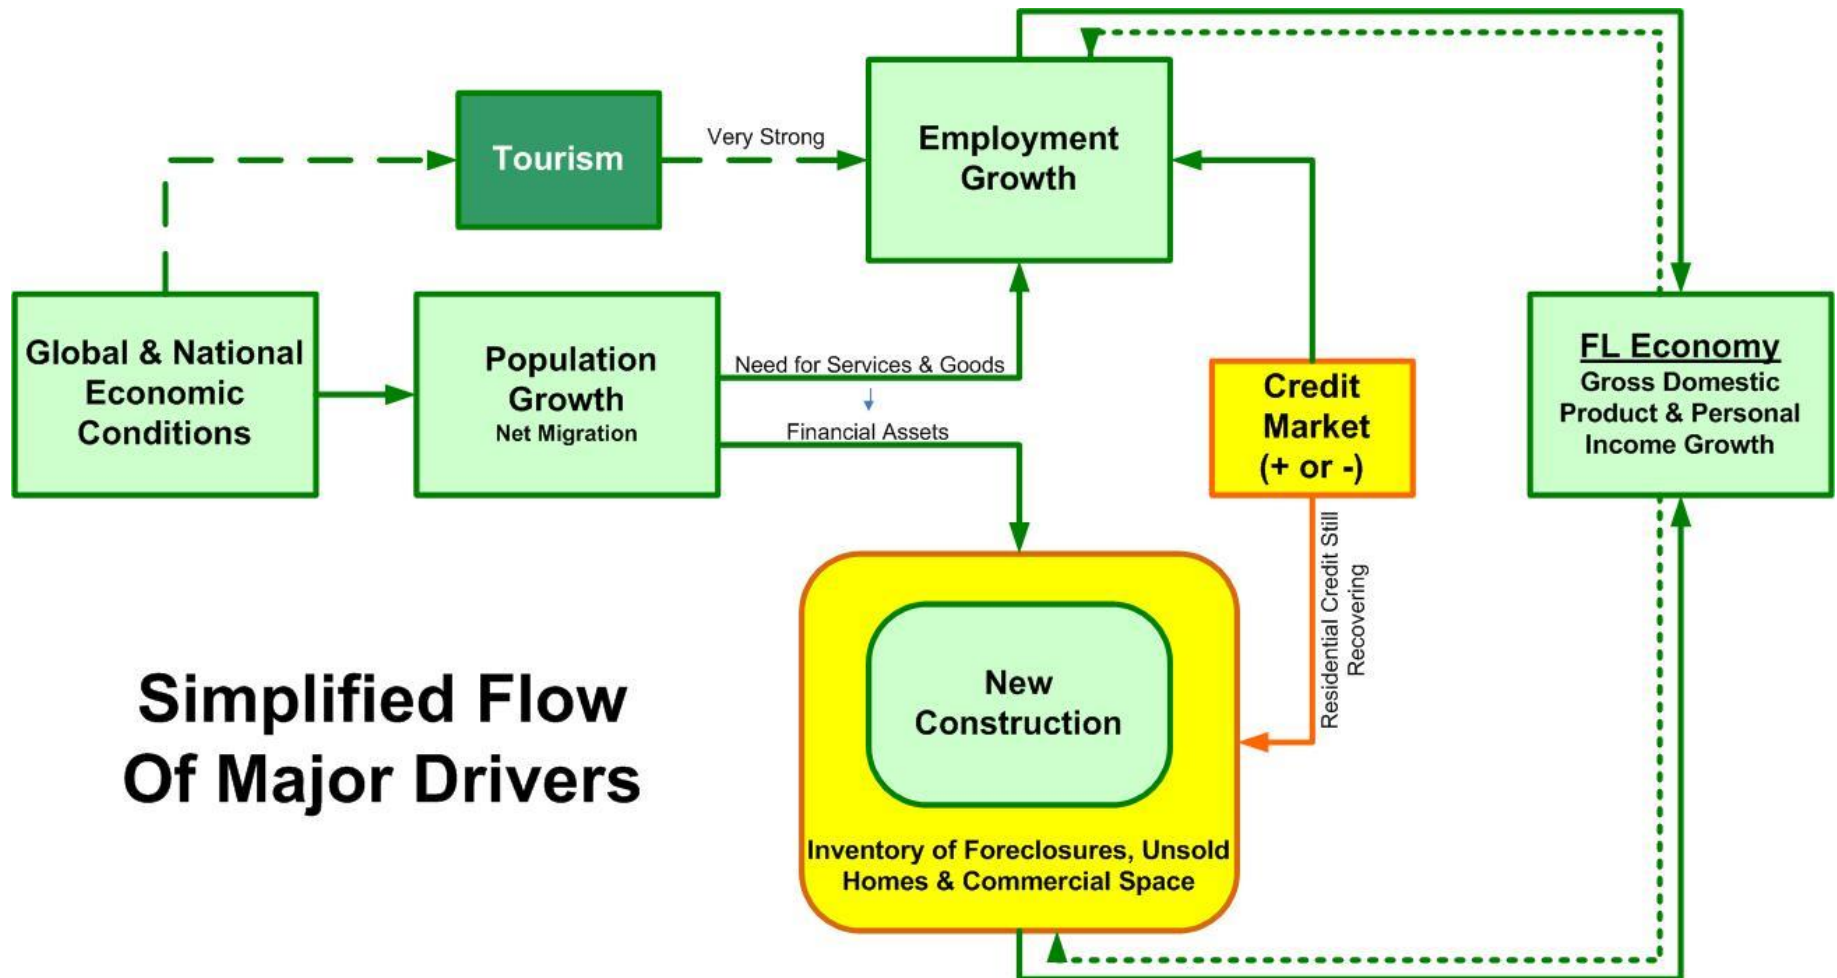 Tourism
Very Strong
Employment
Growth
Global & National
Economic
Conditions
Population
Growth
Net Migration
Need for Services & Goods
Financial Assets
Credit
Market
(+ or -)
FL Economy
Gross Domestic
Product & Personal
Income Growth
Residential Credit Still
Recovering
New
Construction
Inventory of Foreclosures, Unsold
Homes & Commercial Space
Simplified Flow
Of Major Drivers